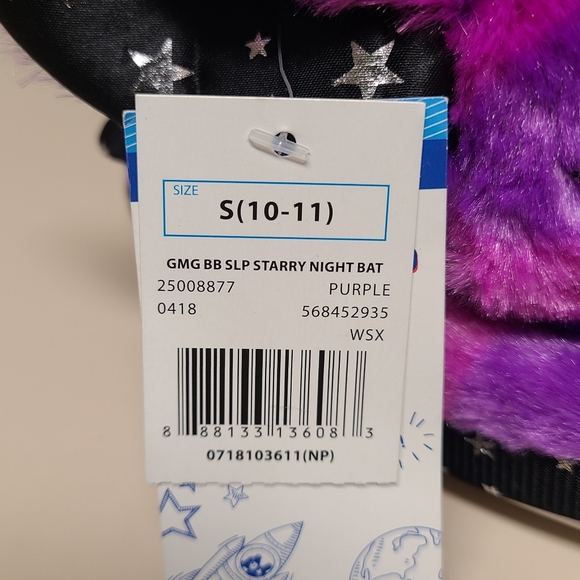 SIZE
S(10-11)
GMG BB SLP STARRY NIGHT BAT
25008877 PURPLE
0418 568452935
WSX
8 88133 13608 3
0718103611(NP)